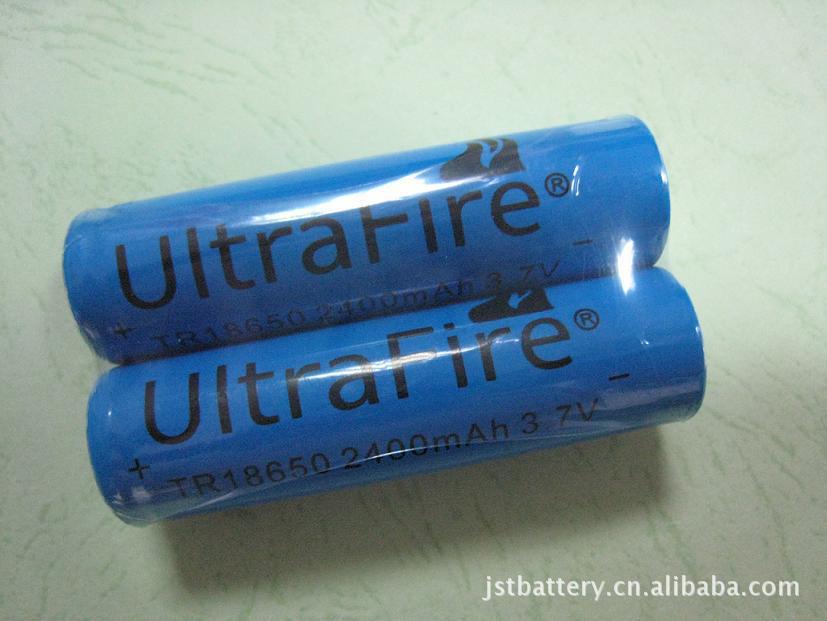 UltraFire®
+ −
TR18650 2400mAh 3.7V
UltraFire®
+ −
TR18650 2400mAh 3.7V
jstbattery.cn.alibaba.com